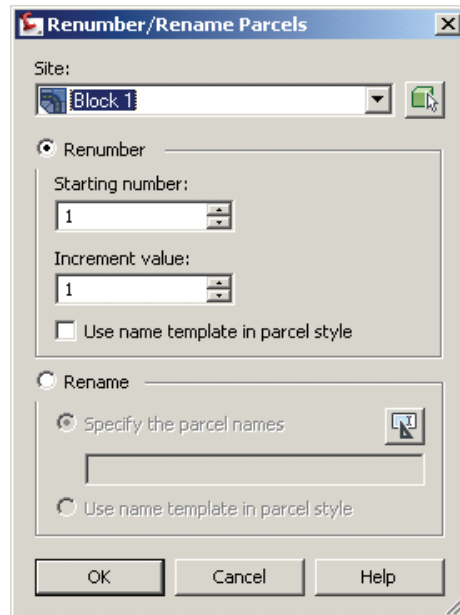 Renumber/Rename Parcels
Site:
Block 1
Renumber
Starting number:
1
Increment value:
1
Use name template in parcel style
Rename
Specify the parcel names
Use name template in parcel style
OK Cancel Help